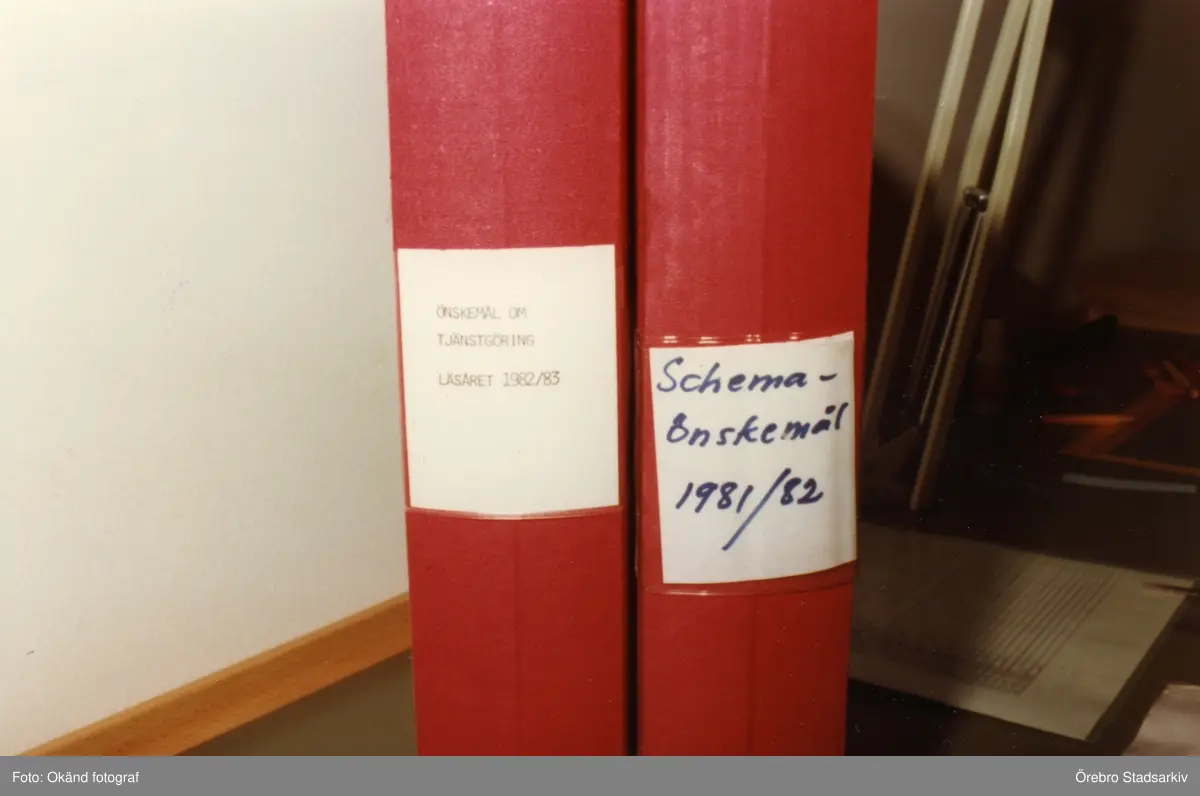 ÖNSKEMÅL OM
TJÄNSTGÖRING
LÄSÅRET 1982/83
Schema-
önskemål
1981/82
Foto: Okänd fotograf
Örebro Stadsarkiv